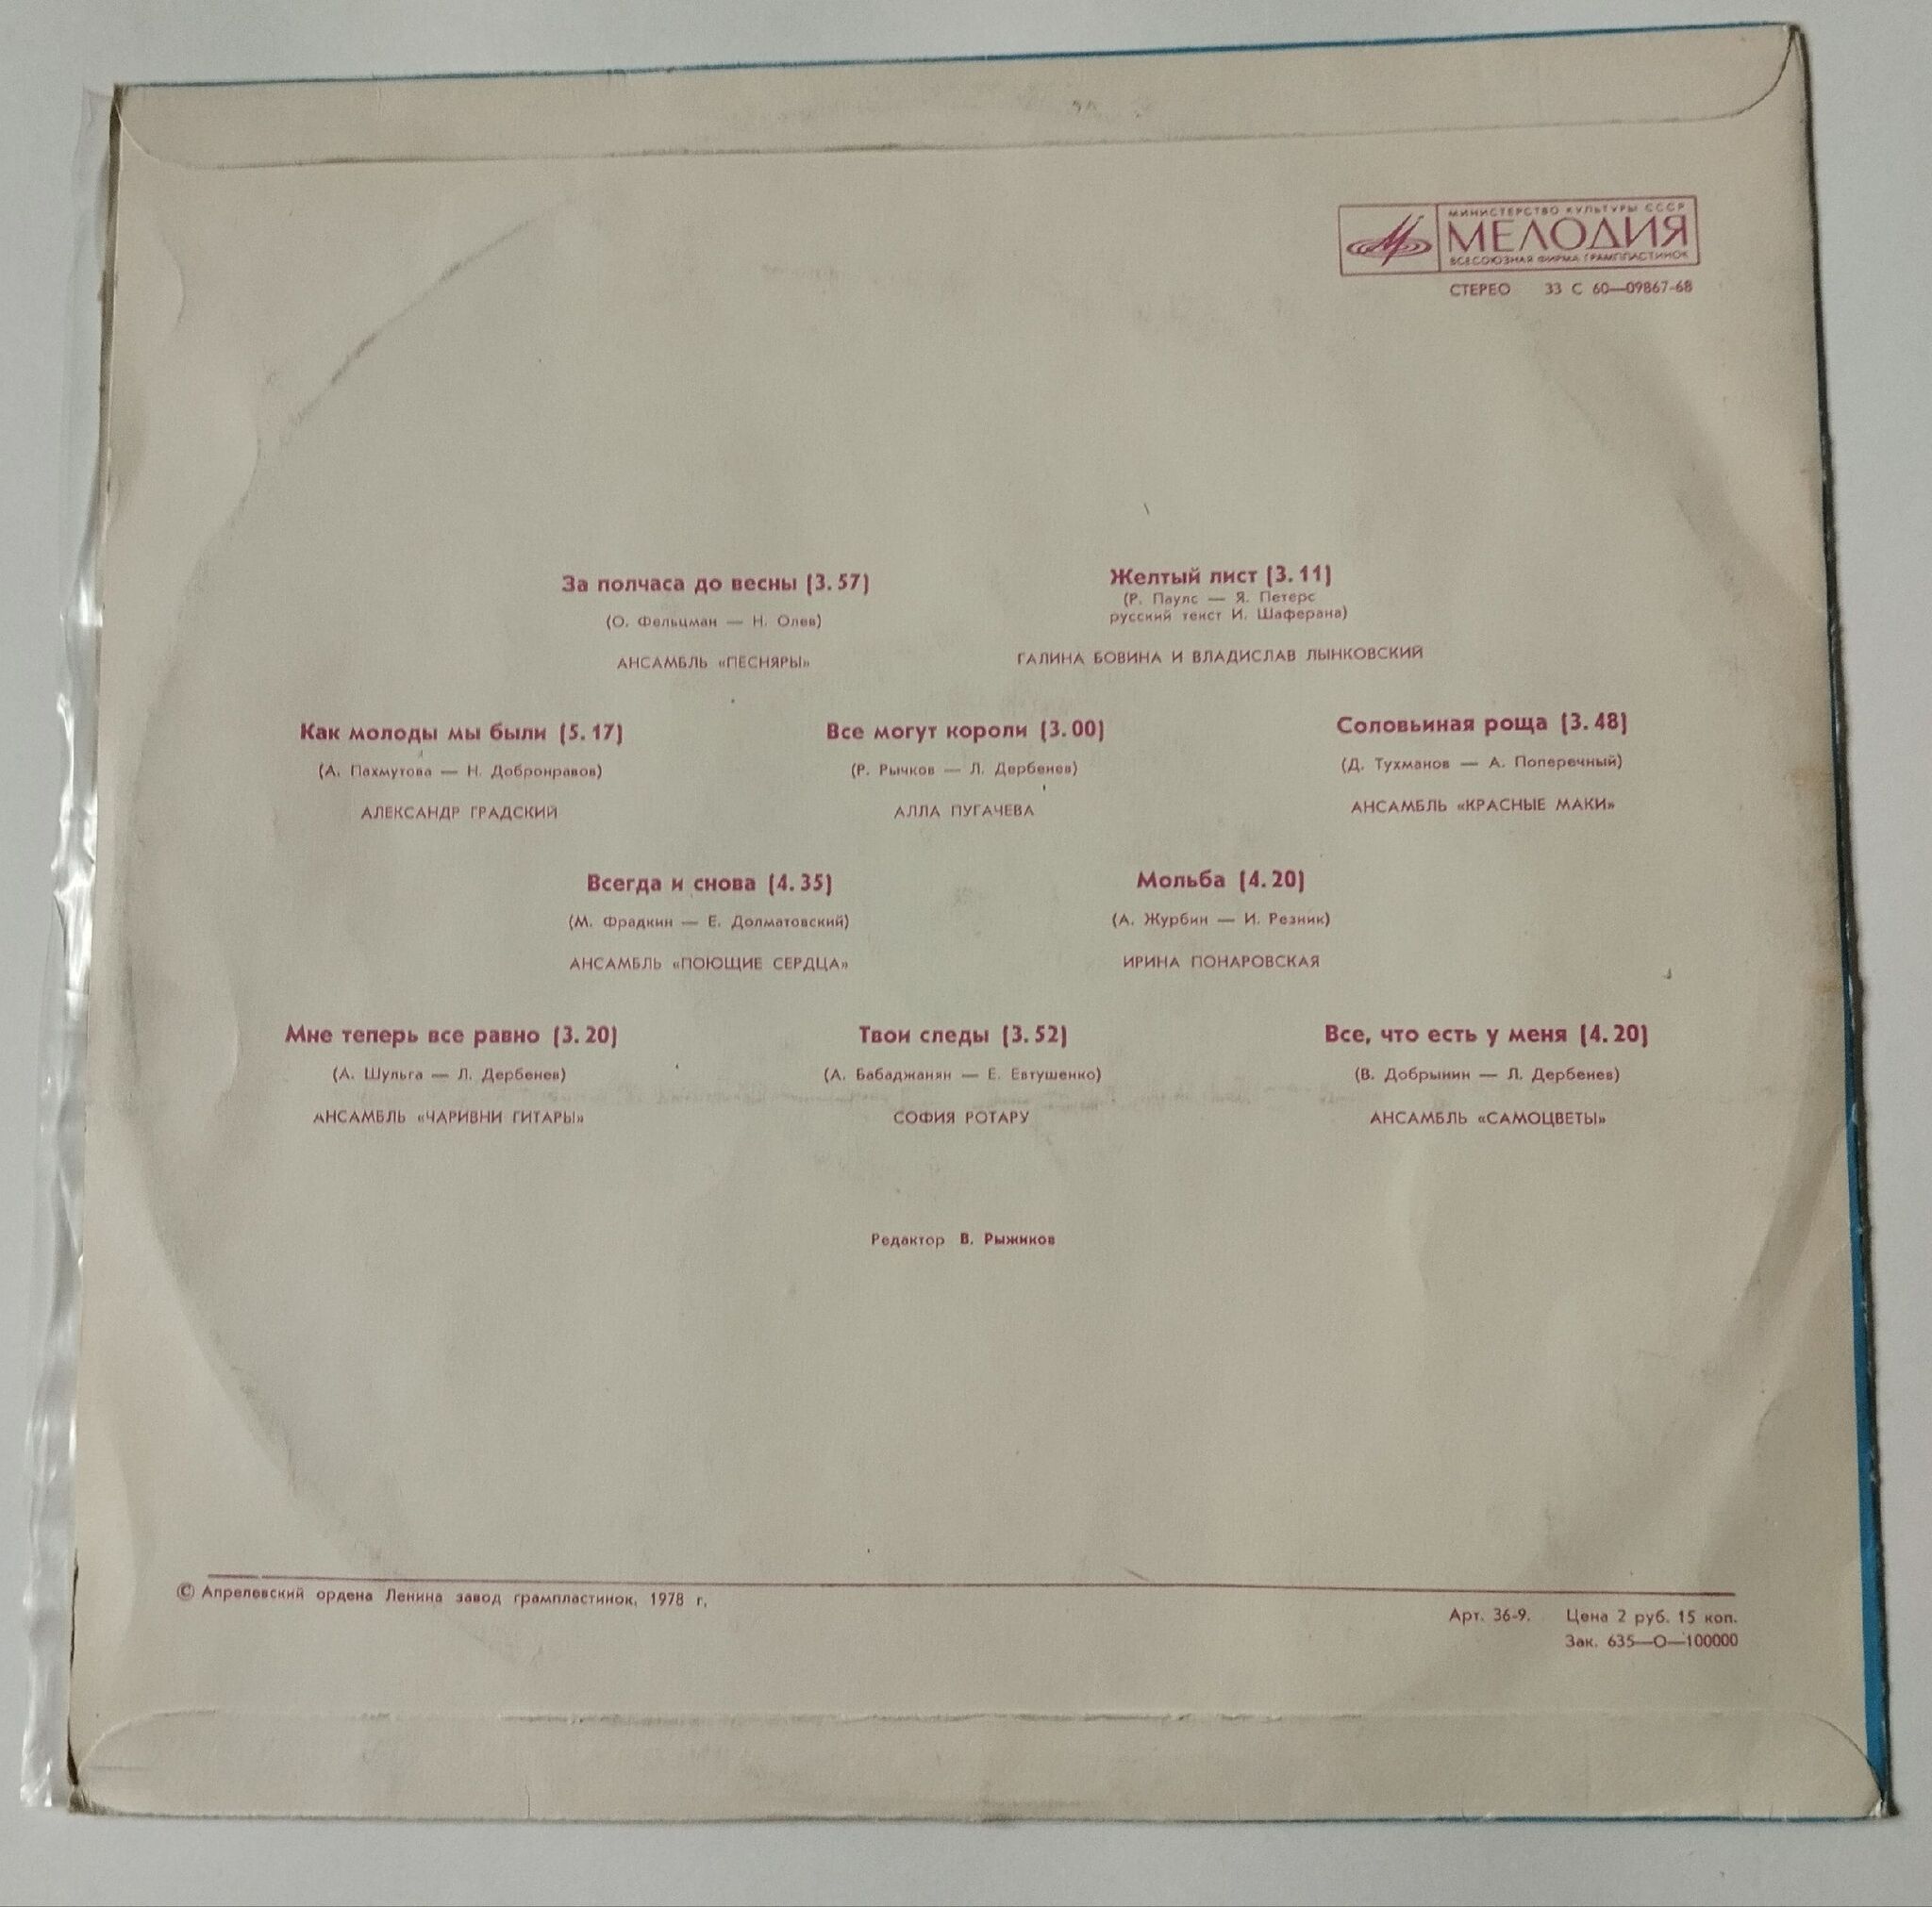 МИНИСТЕРСТВО КУЛЬТУРЫ СССР
МЕЛОДИЯ
ВСЕСОЮЗНАЯ ФИРМА ГРАМПЛАСТИНОК
СТЕРЕО 33 С 60—09867-68
За полчаса до весны (3. 57)
(О. Фельцман — Н. Олев)
АНСАМБЛЬ «ПЕСНЯРЫ»
Желтый лист (3. 11)
(Р. Паулс — Я. Петерс
русский текст И. Шаферана)
ГАЛИНА БОВИНА И ВЛАДИСЛАВ ЛЫНКОВСКИЙ
Как молоды мы были (5. 17)
(А. Пахмутова — Н. Добронравов)
АЛЕКСАНДР ГРАДСКИЙ
Все могут короли (3. 00)
(Р. Рычков — Л. Дербенев)
АЛЛА ПУГАЧЕВА
Соловьиная роща (3. 48)
(Д. Тухманов — А. Поперечный)
АНСАМБЛЬ «КРАСНЫЕ МАКИ»
Всегда и снова (4. 35)
(М. Фрадкин — Е. Долматовский)
АНСАМБЛЬ «ПОЮЩИЕ СЕРДЦА»
Мольба (4. 20)
(А. Журбин — И. Резник)
ИРИНА ПОНАРОВСКАЯ
Мне теперь все равно (3. 20)
(А. Шульга — Л. Дербенев)
АНСАМБЛЬ «ЧАРИВНИ ГИТАРЫ»
Твои следы (3. 52)
(А. Бабаджанян — Е. Евтушенко)
СОФИЯ РОТАРУ
Все, что есть у меня (4. 20)
(В. Добрынин — Л. Дербенев)
АНСАМБЛЬ «САМОЦВЕТЫ»
Редактор В. Рыжиков
© Апрелевский ордена Ленина завод грампластинок, 1978 г.
Арт. 36-9. Цена 2 руб. 15 коп.
Зак. 635—О—100000